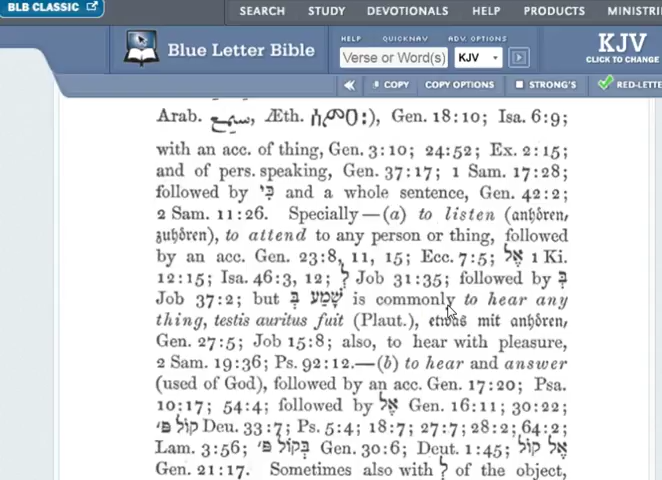 BLB CLASSIC
SEARCH STUDY DEVOTIONALS HELP PRODUCTS MINISTRI
Blue Letter Bible
HELP QUICKNAV ADV. OPTIONS
Verse or Word(s) KJV
KJV
CLICK TO CHANGE
COPY COPY OPTIONS STRONG'S RED-LETTE
Arab. سمع, Æth. ሰምዐ:), Gen. 18:10; Isa. 6:9;
with an acc. of thing, Gen. 3:10; 24:52; Ex. 2:15;
and of pers. speaking, Gen. 37:17; 1 Sam. 17:28;
followed by כִּי and a whole sentence, Gen. 42:2;
2 Sam. 11:26. Specially—(a) to listen (anhören,
zuhören), to attend to any person or thing, followed
by an acc. Gen. 23:8, 11, 15; Ecc. 7:5; אֶל 1 Ki.
12:15; Isa. 46:3, 12; לְ Job 31:35; followed by בְּ
Job 37:2; but שָׁמַע בְּ is commonly to hear any
thing, testis auritus fuit (Plaut.), etwas mit anhören,
Gen. 27:5; Job 15:8; also, to hear with pleasure,
2 Sam. 19:36; Ps. 92:12.—(b) to hear and answer
(used of God), followed by an acc. Gen. 17:20; Psa.
10:17; 54:4; followed by אֶל Gen. 16:11; 30:22;
קוֹל פ׳ Deu. 33:7; Ps. 5:4; 18:7; 27:7; 28:2; 64:2;
Lam. 3:56; בְּקוֹל פ׳ Gen. 30:6; Deut. 1:45; אֶל קוֹל
Gen. 21:17. Sometimes also with לְ of the object,